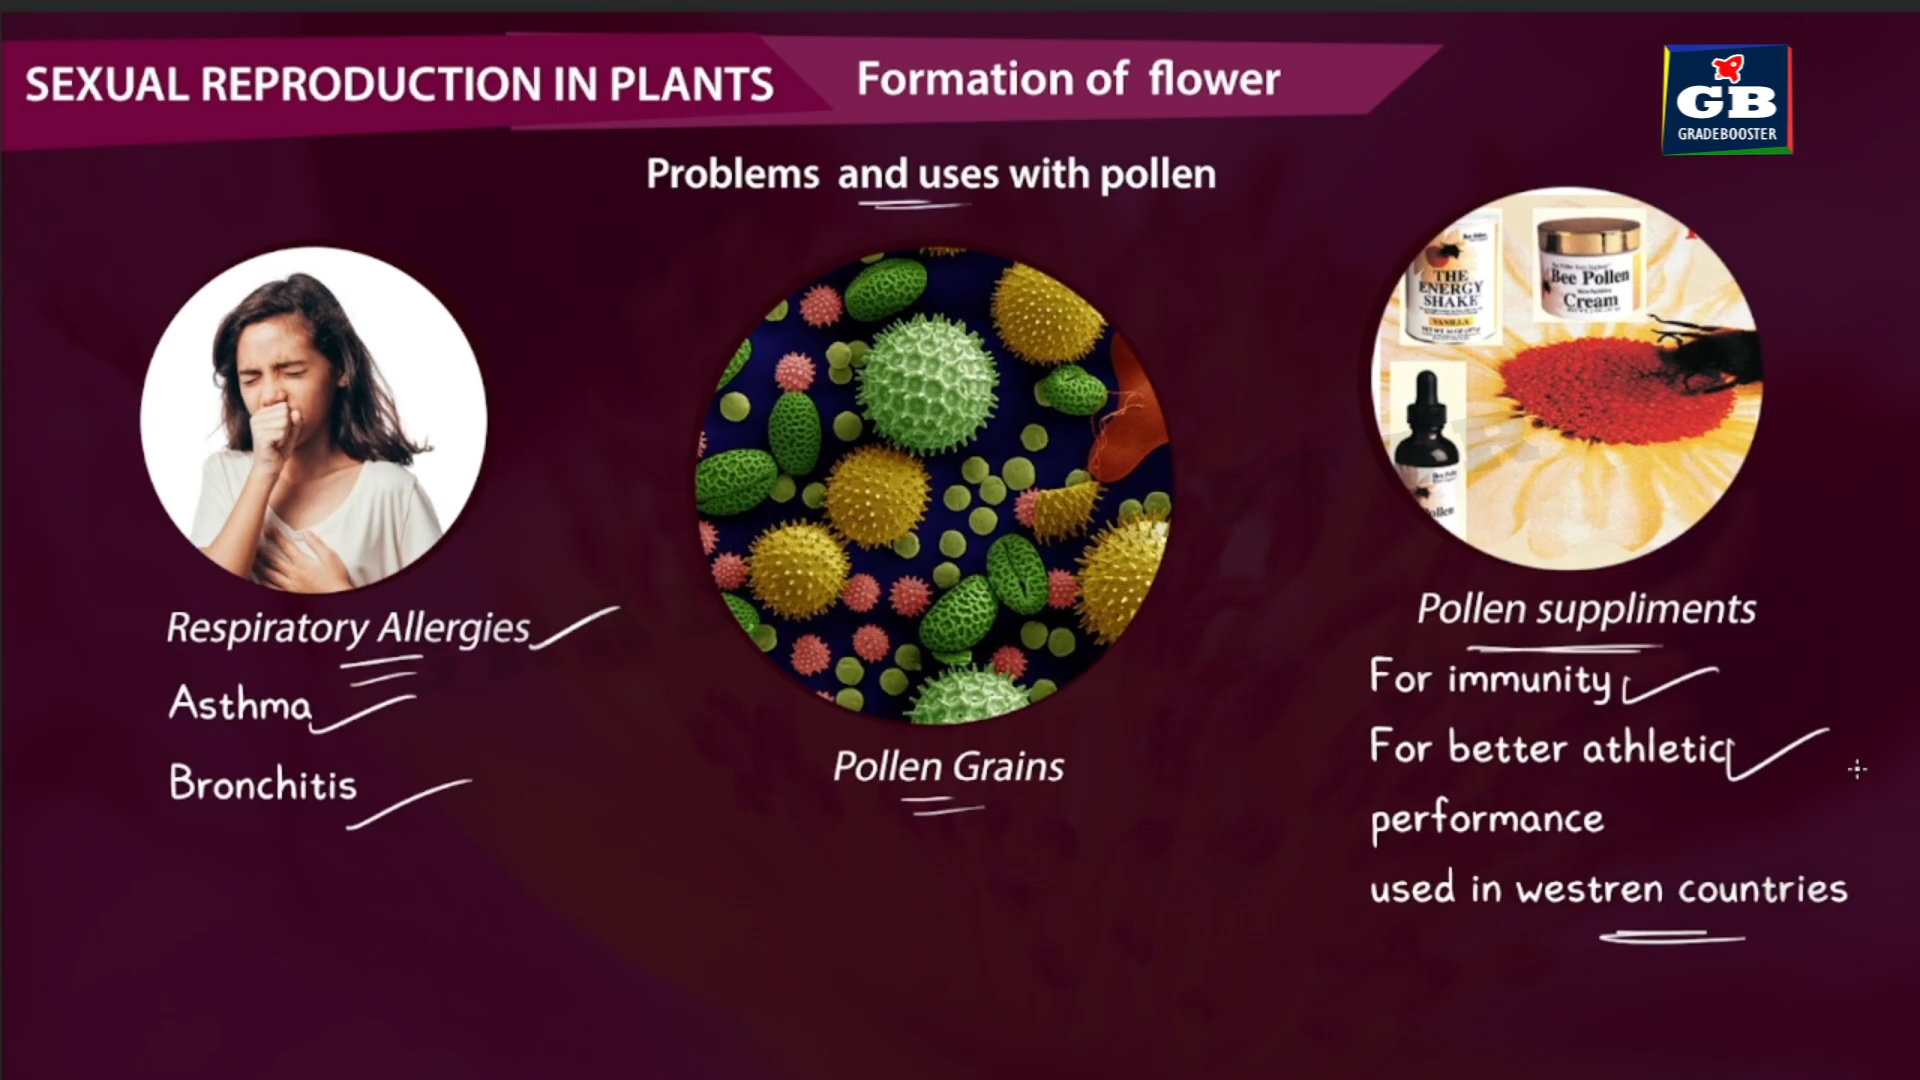 SEXUAL REPRODUCTION IN PLANTS
Formation of flower
GB
GRADEBOOSTER
Problems and uses with pollen
THE
ENERGY
SHAKE
VANILLA
Bee Pollen
Cream
Pollen
Respiratory Allergies
Asthma
Bronchitis
Pollen Grains
Pollen suppliments
For immunity
For better athletic
performance
used in westren countries